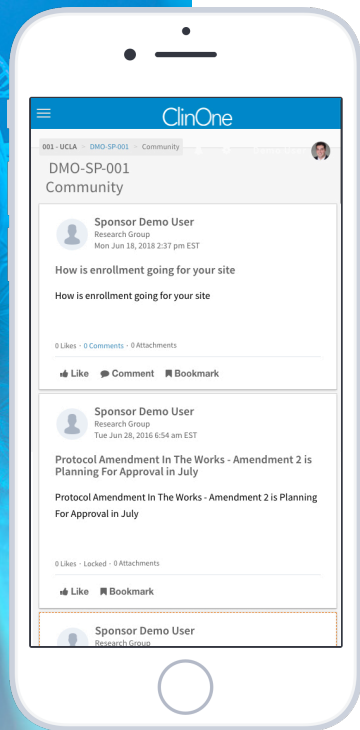 ClinOne
001 - UCLA > DMO-SP-001 > Community
DMO-SP-001
Community
Sponsor Demo User
Research Group
Mon Jun 18, 2018 2:37 pm EST
How is enrollment going for your site
How is enrollment going for your site
0 Likes - 0 Comments - 0 Attachments
Like Comment Bookmark
Sponsor Demo User
Research Group
Tue Jun 28, 2016 6:54 am EST
Protocol Amendment In The Works - Amendment 2 is
Planning For Approval in July
Protocol Amendment In The Works - Amendment 2 is Planning
For Approval in July
0 Likes - Locked - 0 Attachments
Like Bookmark
Sponsor Demo User
Research Group